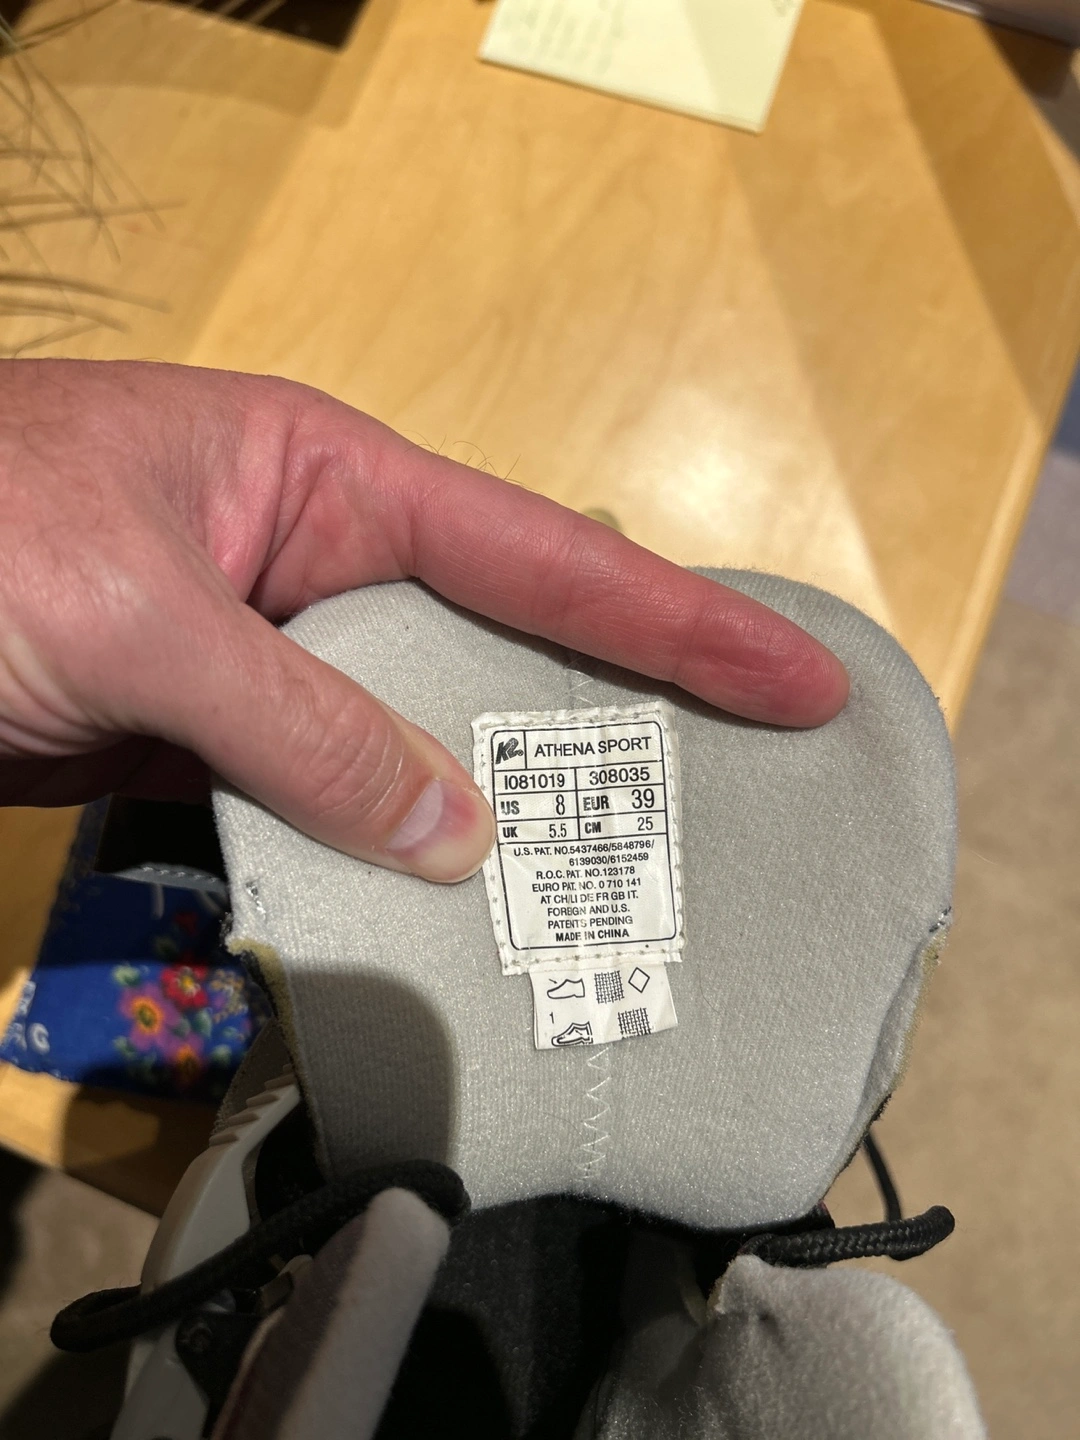 K2 ATHENA SPORT
I081019 308035
US 8 EUR 39
UK 5.5 CM 25
U.S. PAT. NO.5437466/5848796/
6139030/6152459
R.O.C. PAT. NO.123178
EURO PAT. NO. 0 710 141
AT CH/LI DE FR GB IT.
FOREIGN AND U.S.
PATENTS PENDING
MADE IN CHINA
1